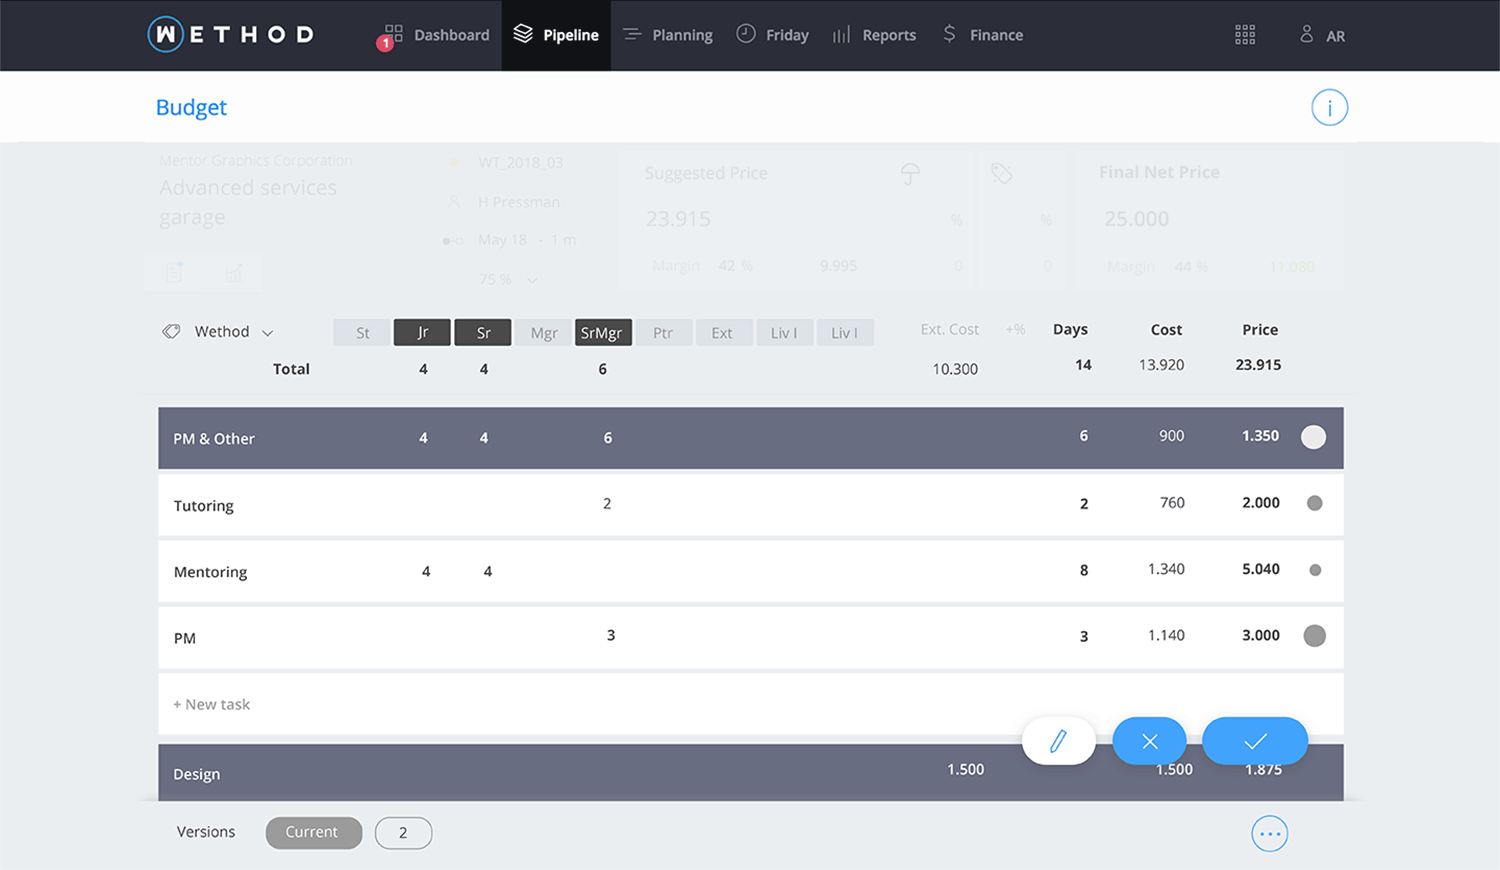 WETHOD
1 Dashboard Pipeline Planning Friday Reports Finance AR
Budget i
Mentor Graphics Corporation
Advanced services
garage
WT_2018_03
H Pressman
May 18 - 1 m
75 %
Suggested Price
23.915 % %
Margin 42 % 9.995 0 0
Final Net Price
25.000
Margin 44 % 11.080
Wethod St Jr Sr Mgr SrMgr Ptr Ext Liv I Liv I Ext. Cost +% Days Cost Price
Total 4 4 6 10.300 14 13.920 23.915
PM & Other 4 4 6 6 900 1.350
Tutoring 2 2 760 2.000
Mentoring 4 4 8 1.340 5.040
PM 3 3 1.140 3.000
+ New task
Design 1.500 1.500 1.875
Versions Current 2